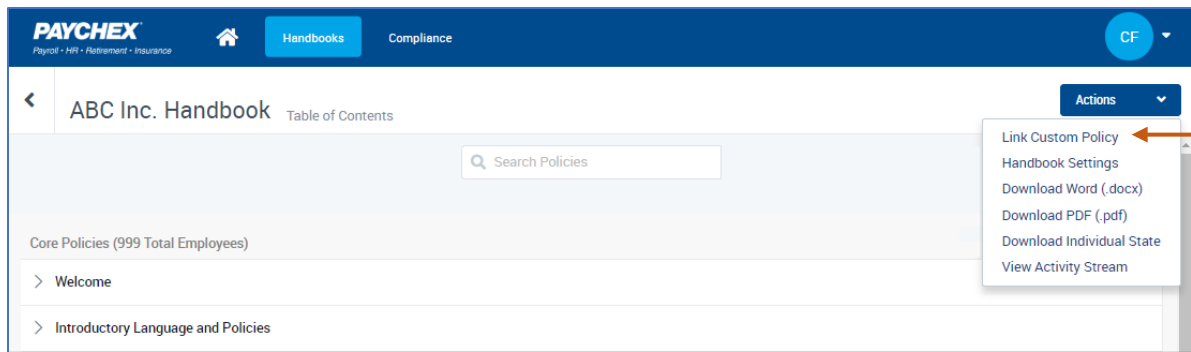 PAYCHEX
Payroll • HR • Retirement • Insurance
Handbooks
Compliance
CF
ABC Inc. Handbook Table of Contents
Actions
Link Custom Policy
Handbook Settings
Download Word (.docx)
Download PDF (.pdf)
Download Individual State
View Activity Stream
Search Policies
Core Policies (999 Total Employees)
Welcome
Introductory Language and Policies